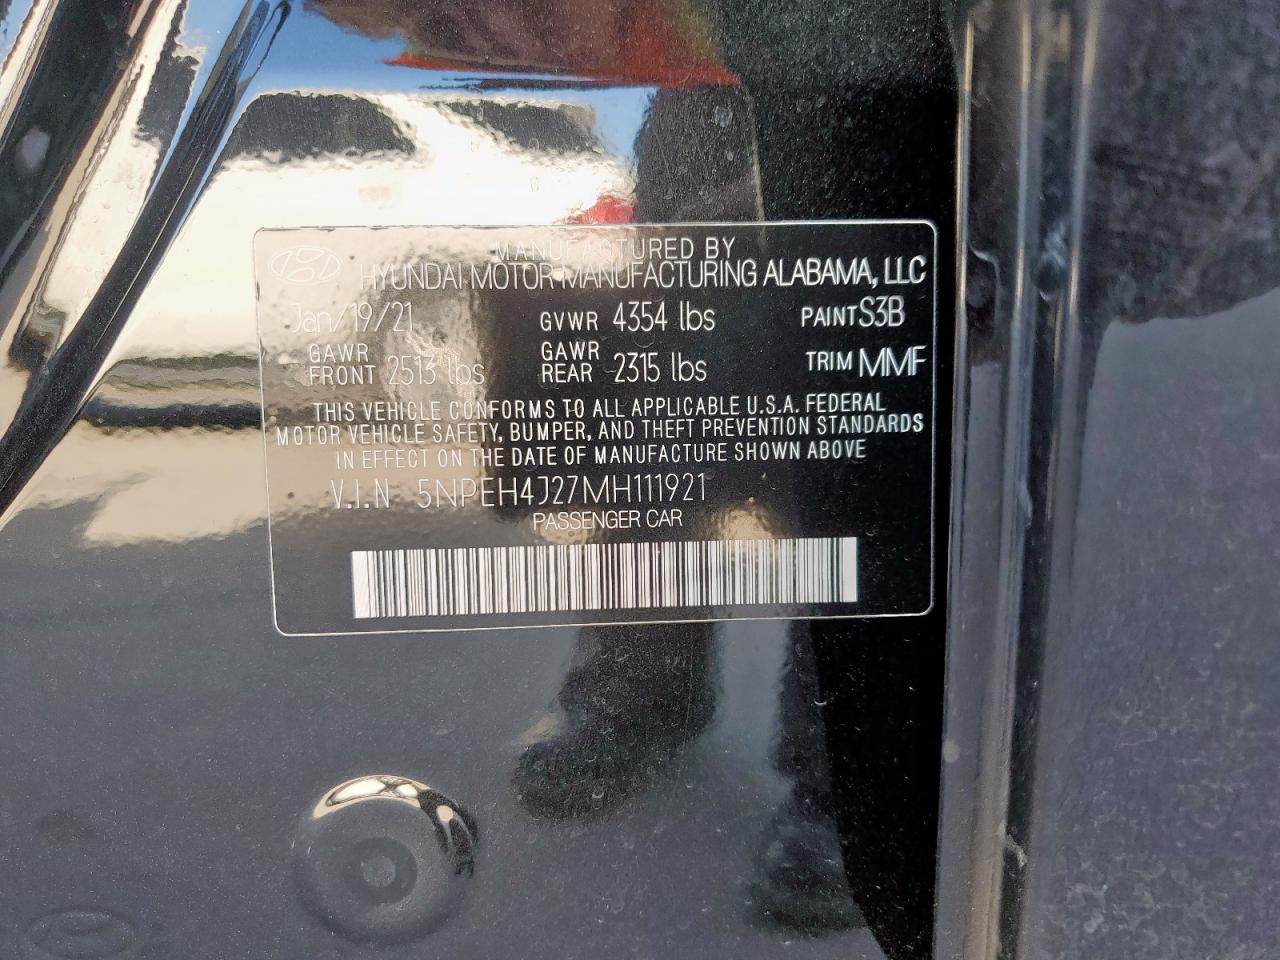 MANUFACTURED BY
HYUNDAI MOTOR MANUFACTURING ALABAMA, LLC
Jan/19/21 GVWR 4354 lbs PAINT S3B
GAWR FRONT 2513 lbs GAWR REAR 2315 lbs TRIM MMF
THIS VEHICLE CONFORMS TO ALL APPLICABLE U.S.A. FEDERAL
MOTOR VEHICLE SAFETY, BUMPER, AND THEFT PREVENTION STANDARDS
IN EFFECT ON THE DATE OF MANUFACTURE SHOWN ABOVE
V.I.N 5NPEH4J27MH111921
PASSENGER CAR